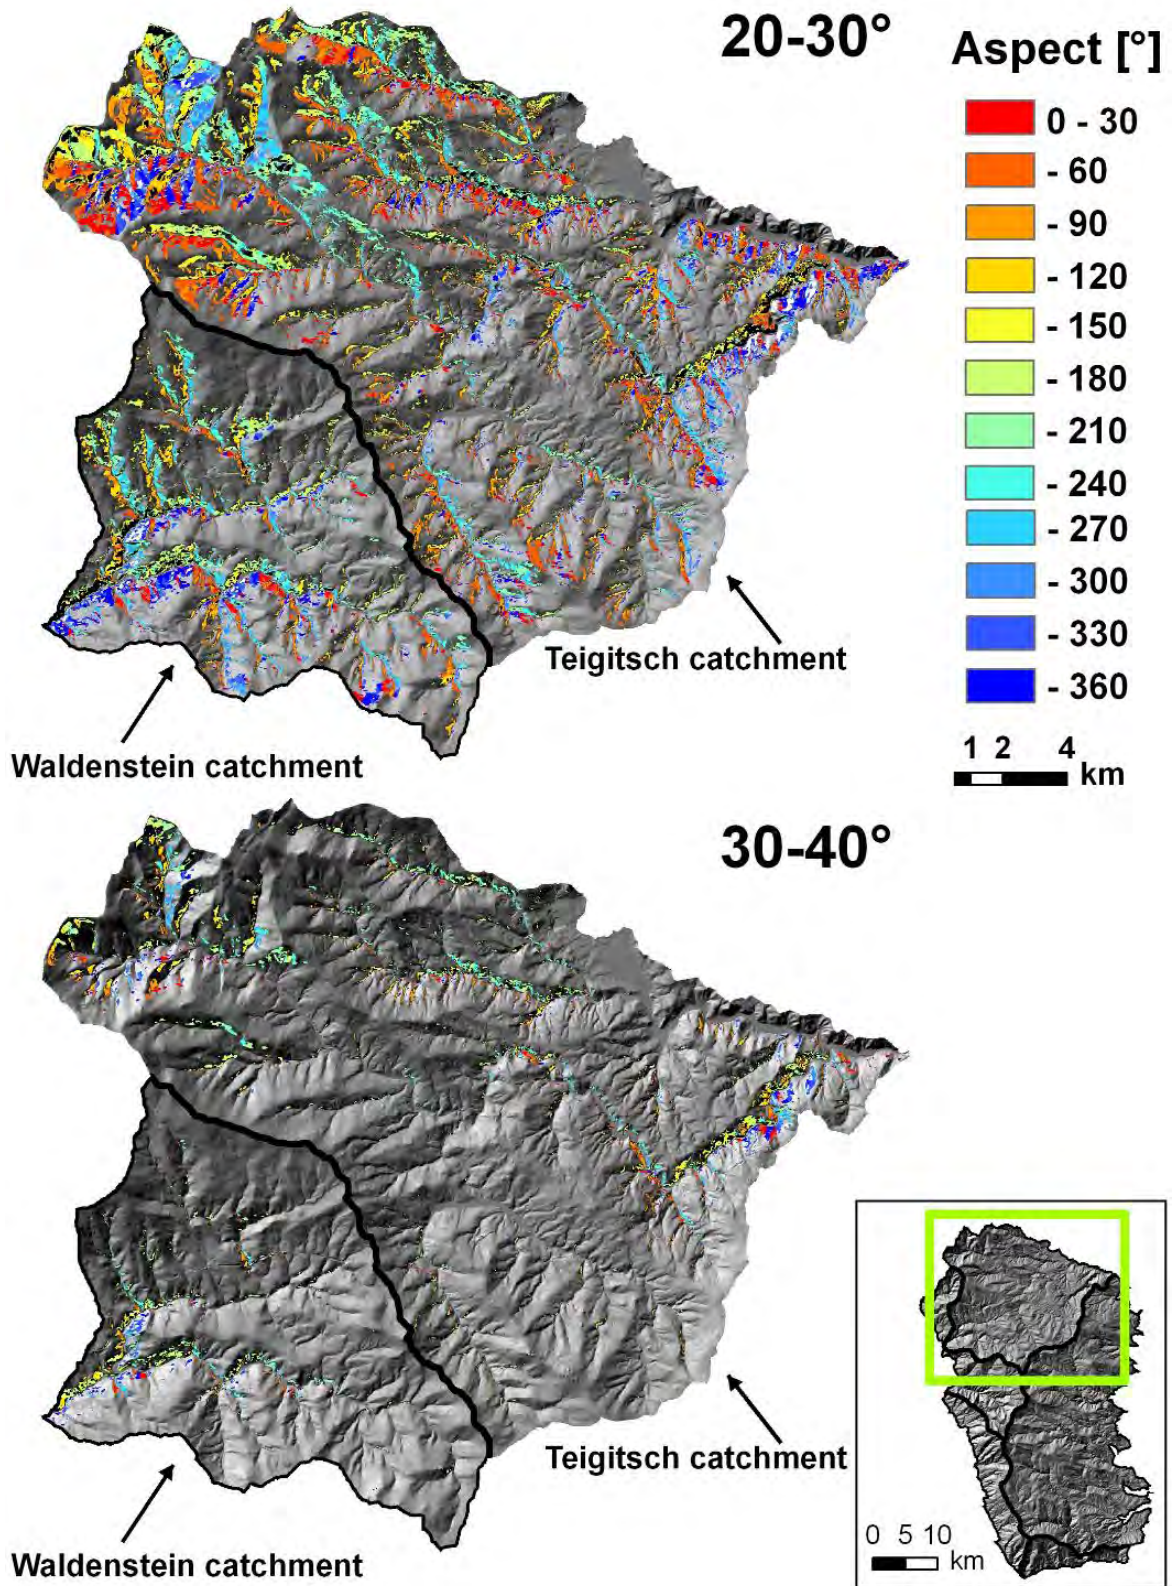 20-30°
Aspect [°]
0 - 30
- 60
- 90
- 120
- 150
- 180
- 210
- 240
- 270
- 300
- 330
- 360
1 2 4
km
Teigitsch catchment
Waldenstein catchment
30-40°
Teigitsch catchment
Waldenstein catchment
0 5 10
km